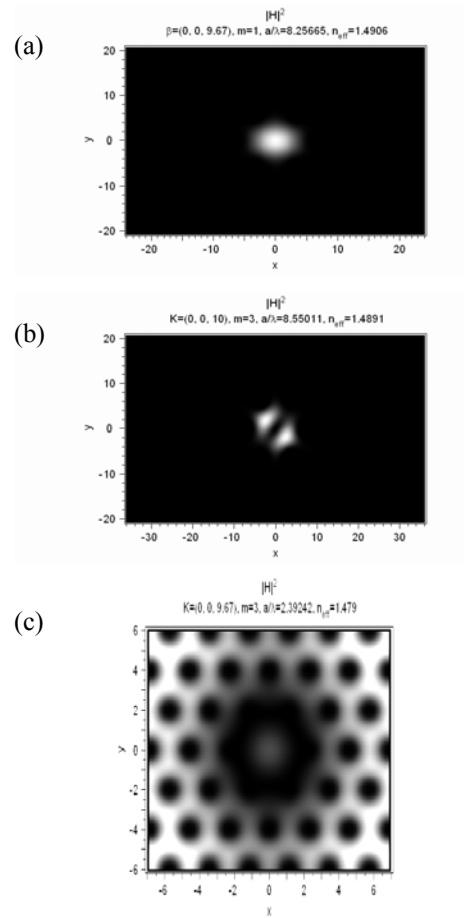 (a)
|H|²
β=(0, 0, 9.67), m=1, a/λ=8.25665, n_eff=1.4906
20
10
0
-10
-20
y
-20 -10 0 10 20
x
(b)
|H|²
K=(0, 0, 10), m=3, a/λ=8.55011, n_eff=1.4891
20
10
0
-10
-20
y
-30 -20 -10 0 10 20 30
x
(c)
|H|²
K=(0, 0, 9.67), m=3, a/λ=2.39242, n_eff=1.479
6
4
2
0
-2
-4
-6
y
-6 -4 -2 0 2 4 6
x